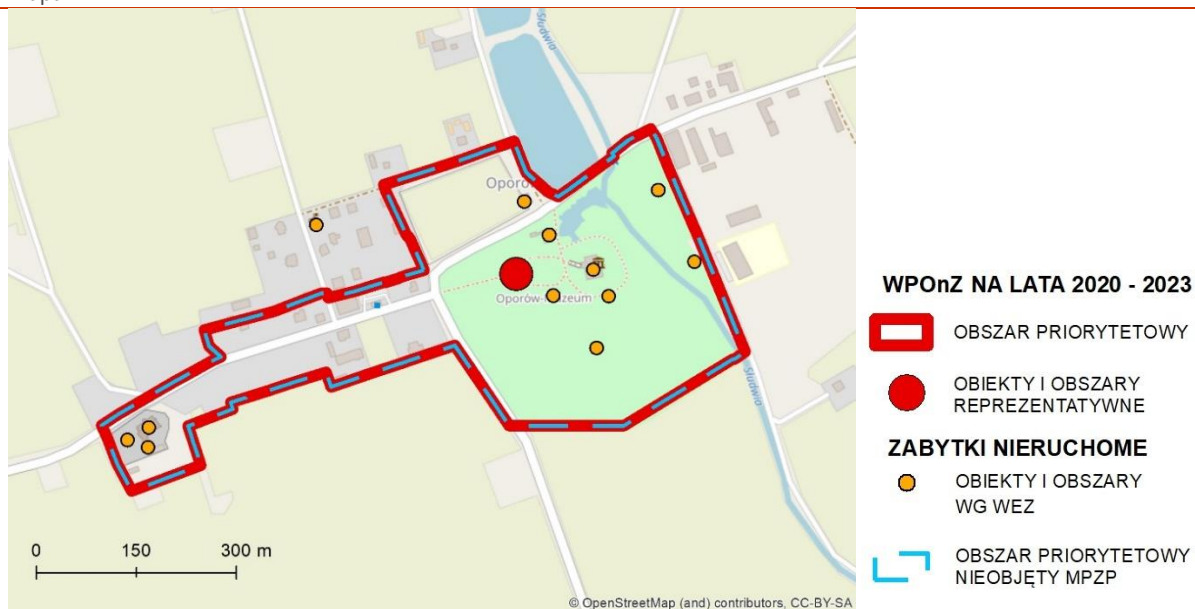 Słudwia
Oporów
Oporów-Muzeum
Słudwia
0 150 300 m
© OpenStreetMap (and) contributors, CC-BY-SA
WPOnZ NA LATA 2020 - 2023
OBSZAR PRIORYTETOWY
OBIEKTY I OBSZARY
REPREZENTATYWNE
ZABYTKI NIERUCHOME
OBIEKTY I OBSZARY
WG WEZ
OBSZAR PRIORYTETOWY
NIEOBJĘTY MPZP